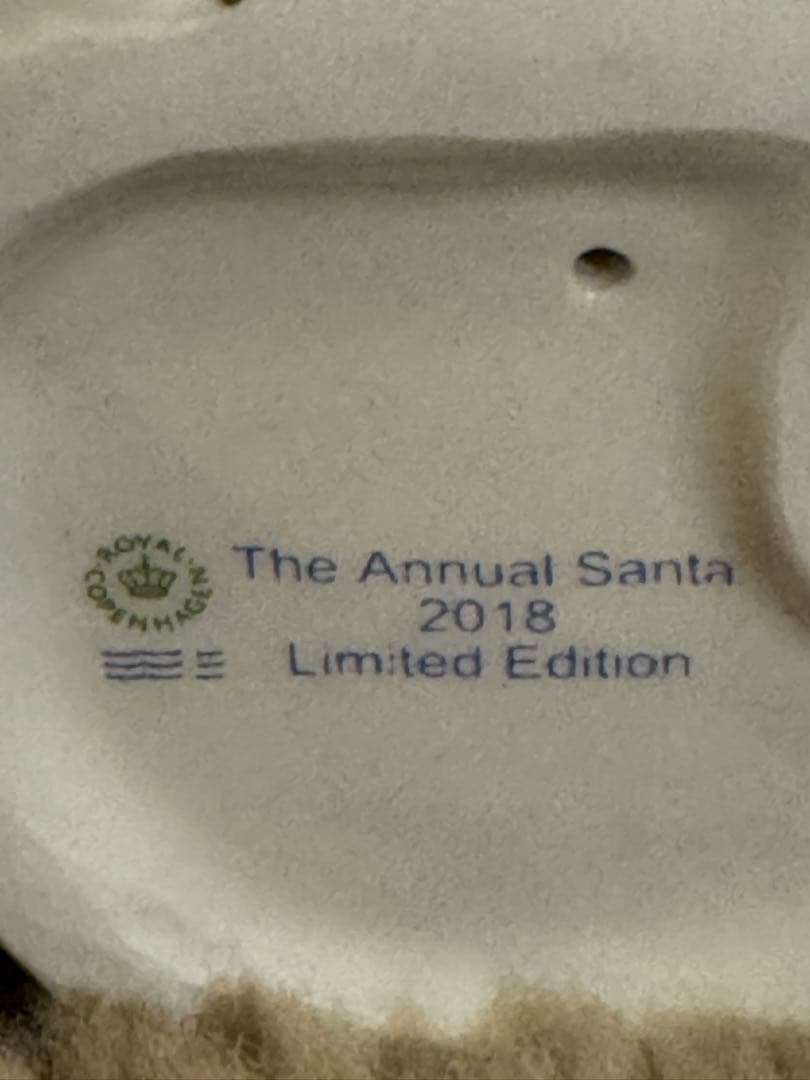 ROYAL COPENHAGEN
The Annual Santa
2018
Limited Edition